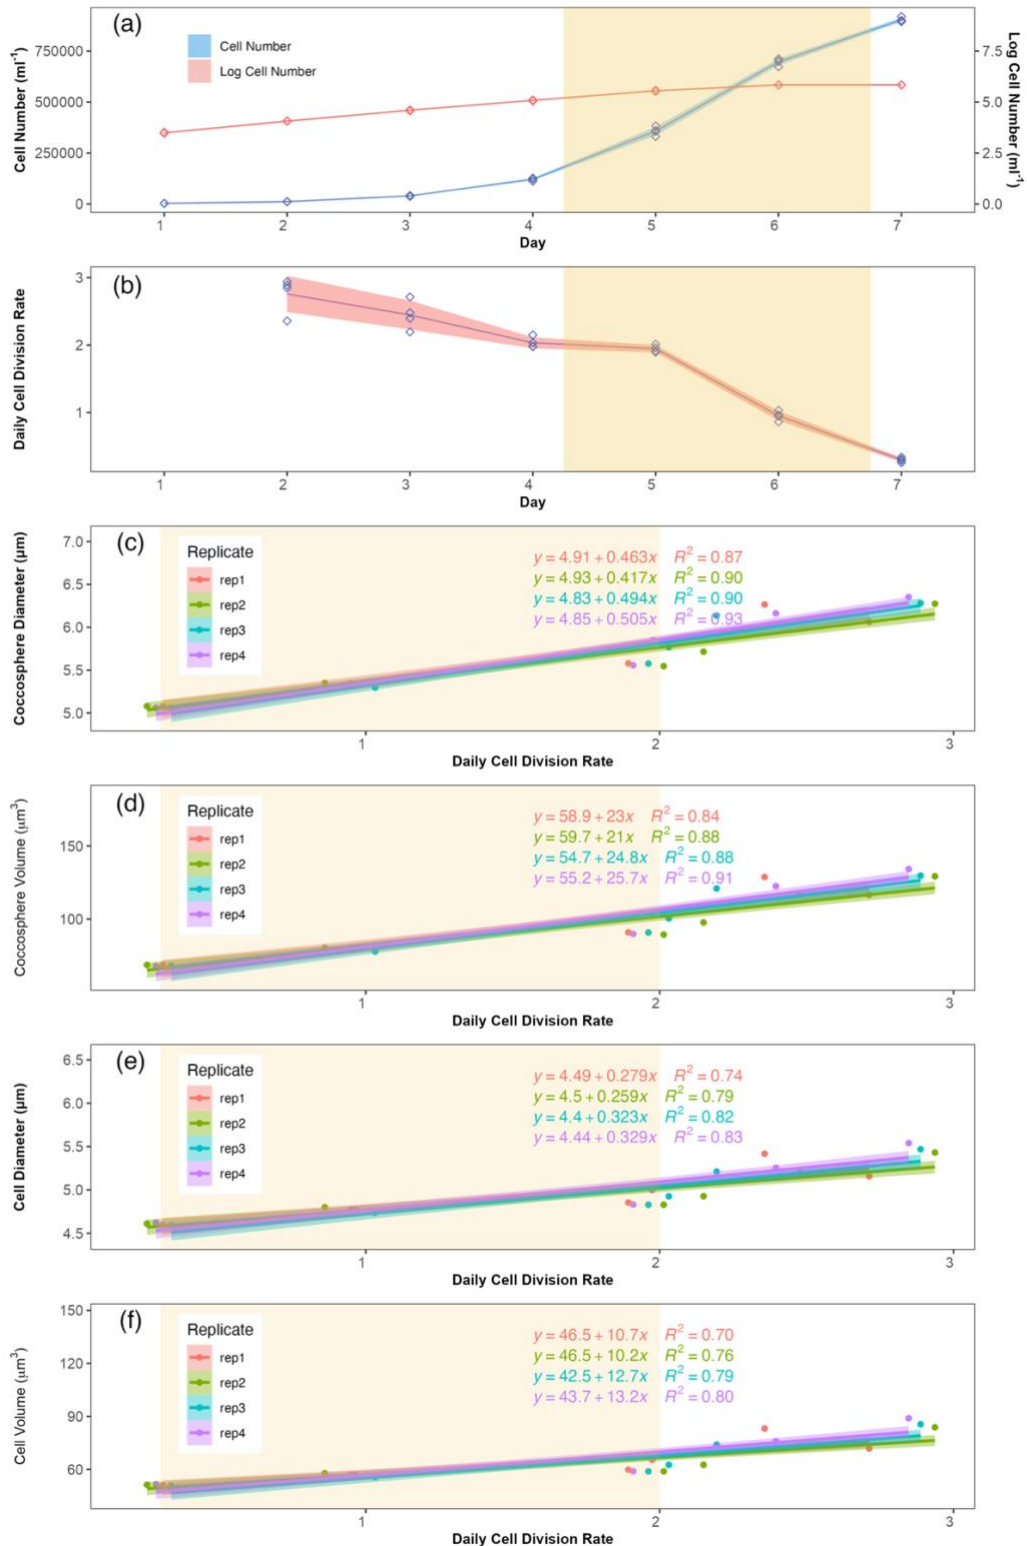 (a)
Cell Number
Log Cell Number
Cell Number (ml⁻¹)
750000
500000
250000
0
7.5
5.0
2.5
0.0
Log Cell Number (ml⁻¹)
1 2 3 4 5 6 7
Day
(b)
Daily Cell Division Rate
3
2
1
1 2 3 4 5 6 7
Day
(c)
Coccosphere Diameter (μm)
7.0
6.5
6.0
5.5
5.0
Replicate
rep1
rep2
rep3
rep4
y = 4.91 + 0.463x R² = 0.87
y = 4.93 + 0.417x R² = 0.90
y = 4.83 + 0.494x R² = 0.90
y = 4.85 + 0.505x R² = 0.93
1 2 3
Daily Cell Division Rate
(d)
Coccosphere Volume (μm³)
150
100
Replicate
rep1
rep2
rep3
rep4
y = 58.9 + 23x R² = 0.84
y = 59.7 + 21x R² = 0.88
y = 54.7 + 24.8x R² = 0.88
y = 55.2 + 25.7x R² = 0.91
1 2 3
Daily Cell Division Rate
(e)
Cell Diameter (μm)
6.5
6.0
5.5
5.0
4.5
Replicate
rep1
rep2
rep3
rep4
y = 4.49 + 0.279x R² = 0.74
y = 4.5 + 0.259x R² = 0.79
y = 4.4 + 0.323x R² = 0.82
y = 4.44 + 0.329x R² = 0.83
1 2 3
Daily Cell Division Rate
(f)
Cell Volume (μm³)
150
120
90
60
Replicate
rep1
rep2
rep3
rep4
y = 46.5 + 10.7x R² = 0.70
y = 46.5 + 10.2x R² = 0.76
y = 42.5 + 12.7x R² = 0.79
y = 43.7 + 13.2x R² = 0.80
1 2 3
Daily Cell Division Rate